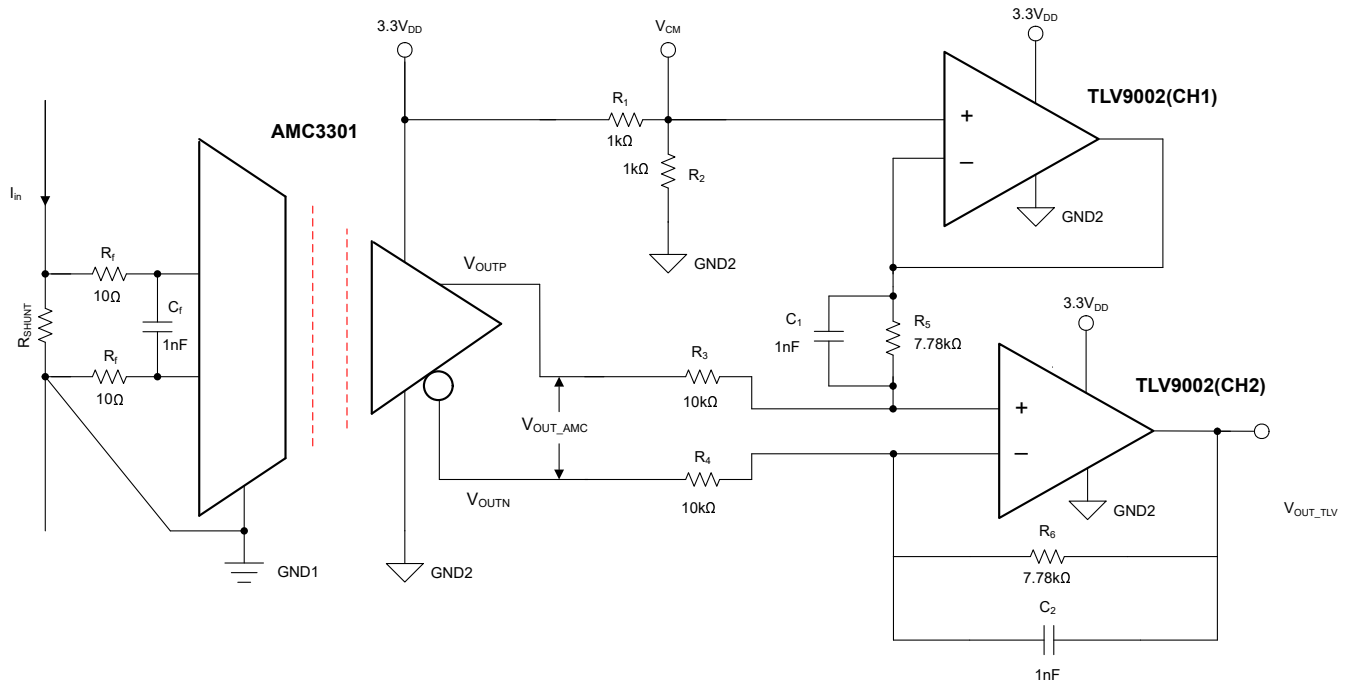 3.3VDD
VCM
3.3VDD
TLV9002(CH1)
R1
1kΩ
AMC3301
+
−
1kΩ
R2
Iin
GND2
GND2
Rf
10Ω
VOUTP
Cf
1nF
RSHUNT
3.3VDD
C1
1nF
R5
7.78kΩ
Rf
10Ω
R3
10kΩ
TLV9002(CH2)
+
−
VOUT_AMC
R4
10kΩ
VOUTN
GND2
VOUT_TLV
R6
7.78kΩ
GND1
GND2
C2
1nF